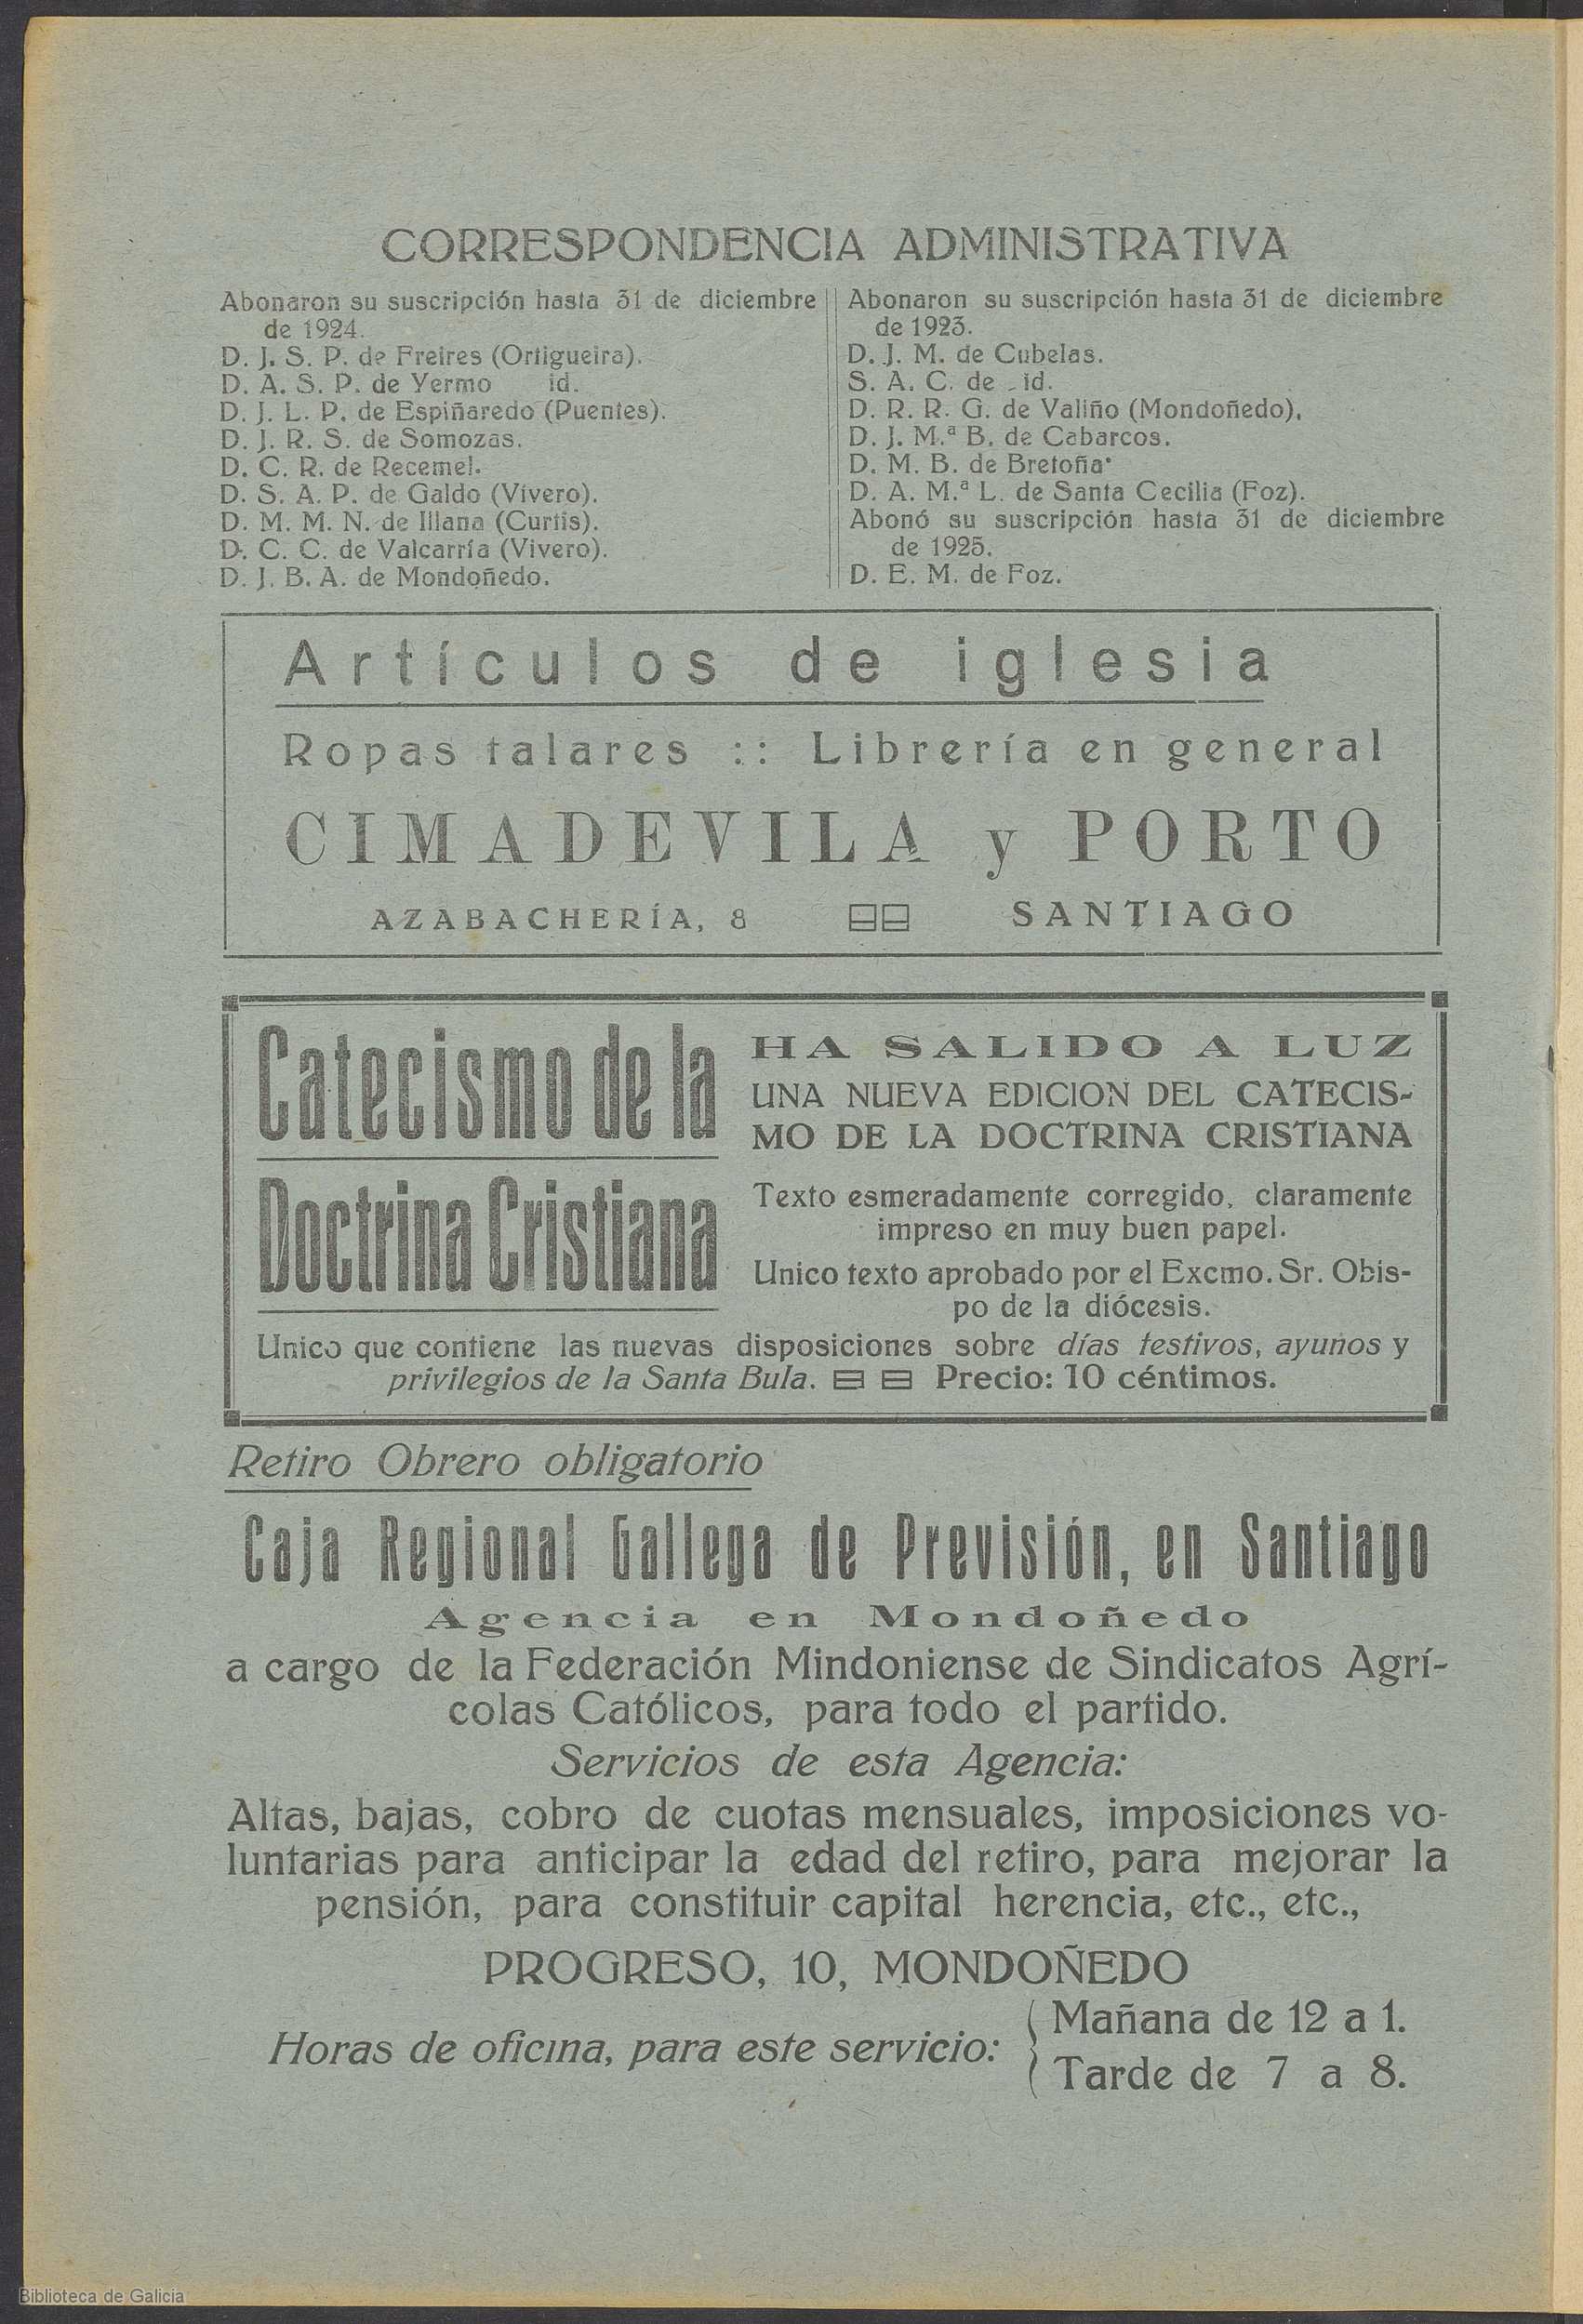 CORRESPONDENCIA ADMINISTRATIVA
Abonaron su suscripción hasta 31 de diciembre
de 1924.
D. J. S. P. de Freires (Ortigueira).
D. A. S. P. de Yermo id.
D. J. L. P. de Espiñaredo (Puentes).
D. J. R. S. de Somozas.
D. C. R. de Recemel.
D. S. A. P. de Galdo (Vivero).
D. M. M. N. de Illana (Curtis).
D. C. C. de Valcarría (Vivero).
D. J. B. A. de Mondoñedo.
Abonaron su suscripción hasta 31 de diciembre
de 1923.
D. J. M. de Cubelas.
S. A. C. de id.
D. R. R. G. de Valiño (Mondoñedo).
D. J. M.ª B. de Cabarcos.
D. M. B. de Bretoña.
D. A. M.ª L. de Santa Cecilia (Foz).
Abonó su suscripción hasta 31 de diciembre
de 1925.
D. E. M. de Foz.
Artículos de iglesia
Ropas talares :: Librería en general
CIMADEVILA y PORTO
AZABACHERÍA, 8 SANTIAGO
Catecismo de la
Doctrina Cristiana
HA SALIDO A LUZ
UNA NUEVA EDICION DEL CATECIS-
MO DE LA DOCTRINA CRISTIANA
Texto esmeradamente corregido, claramente
impreso en muy buen papel.
Unico texto aprobado por el Excmo. Sr. Obis-
po de la diócesis.
Unico que contiene las nuevas disposiciones sobre días festivos, ayunos y
privilegios de la Santa Bula. Precio: 10 céntimos.
Retiro Obrero obligatorio
Caja Regional Gallega de Previsión, en Santiago
Agencia en Mondoñedo
a cargo de la Federación Mindoniense de Sindicatos Agrí-
colas Católicos, para todo el partido.
Servicios de esta Agencia:
Altas, bajas, cobro de cuotas mensuales, imposiciones vo-
luntarias para anticipar la edad del retiro, para mejorar la
pensión, para constituir capital herencia, etc., etc.,
PROGRESO, 10, MONDOÑEDO
Horas de oficina, para este servicio:
Mañana de 12 a 1.
Tarde de 7 a 8.
Biblioteca de Galicia